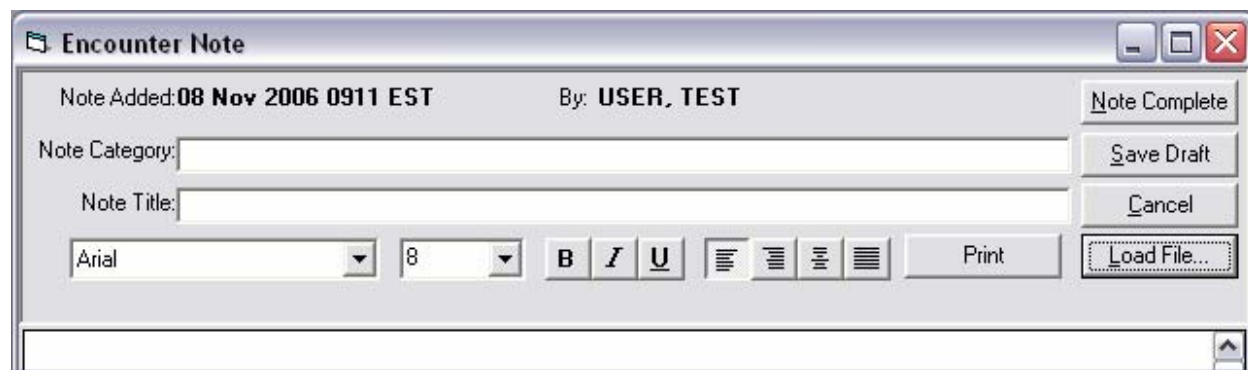 Encounter Note
Note Added:08 Nov 2006 0911 EST By: USER, TEST Note Complete
Note Category: Save Draft
Note Title: Cancel
Arial 8 B I U Print Load File...